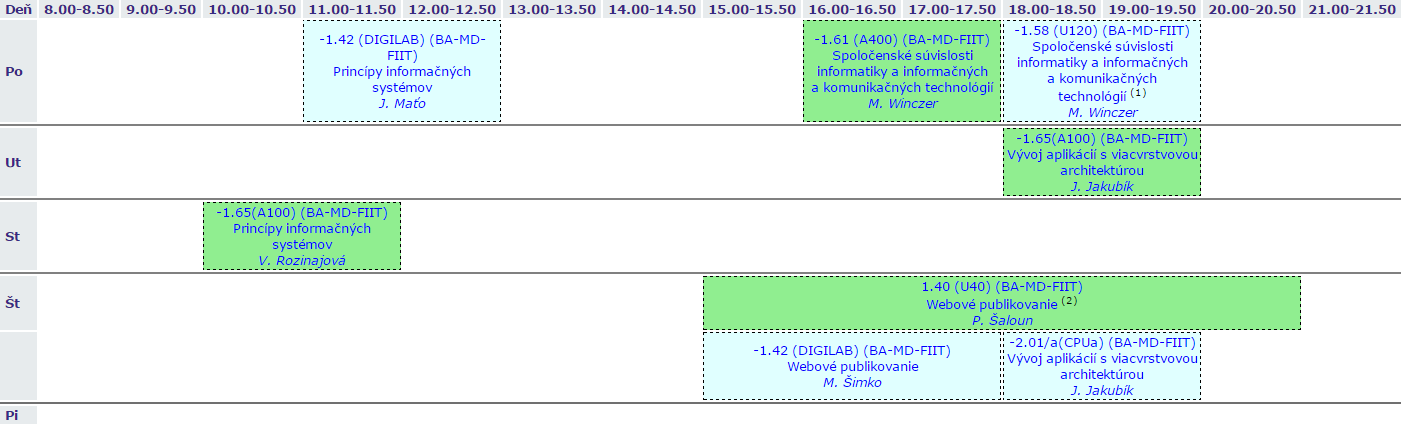 Deň 8.00-8.50 9.00-9.50 10.00-10.50 11.00-11.50 12.00-12.50 13.00-13.50 14.00-14.50 15.00-15.50 16.00-16.50 17.00-17.50 18.00-18.50 19.00-19.50 20.00-20.50 21.00-21.50
Po
-1.42 (DIGILAB) (BA-MD-
FIIT)
Princípy informačných
systémov
J. Maťo
-1.61 (A400) (BA-MD-FIIT)
Spoločenské súvislosti
informatiky a informačných
a komunikačných technológií
M. Winczer
-1.58 (U120) (BA-MD-FIIT)
Spoločenské súvislosti
informatiky a informačných
a komunikačných
technológií (1)
M. Winczer
Ut
-1.65(A100) (BA-MD-FIIT)
Vývoj aplikácií s viacvrstvovou
architektúrou
J. Jakubík
St
-1.65(A100) (BA-MD-FIIT)
Princípy informačných
systémov
V. Rozinajová
Št
1.40 (U40) (BA-MD-FIIT)
Webové publikovanie (2)
P. Šaloun
-1.42 (DIGILAB) (BA-MD-FIIT)
Webové publikovanie
M. Šimko
-2.01/a(CPUa) (BA-MD-FIIT)
Vývoj aplikácií s viacvrstvovou
architektúrou
J. Jakubík
Pi